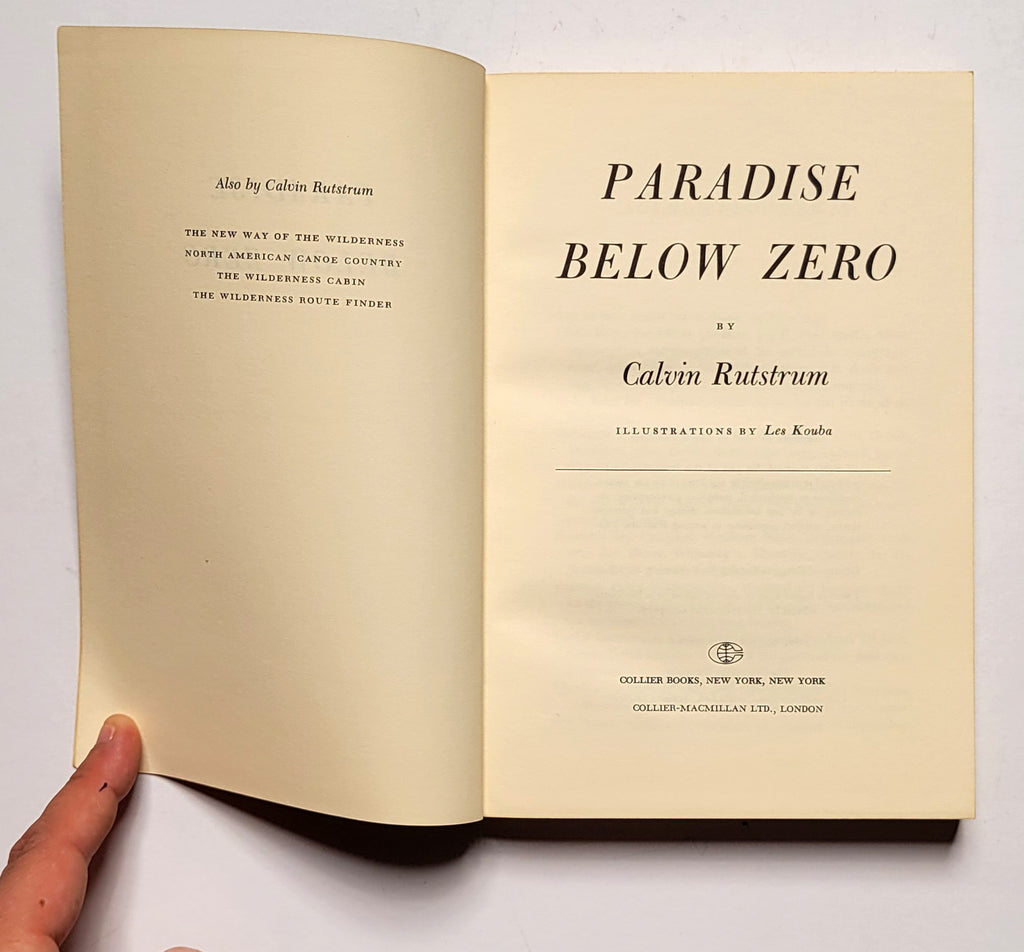 Also by Calvin Rutstrum
THE NEW WAY OF THE WILDERNESS
NORTH AMERICAN CANOE COUNTRY
THE WILDERNESS CABIN
THE WILDERNESS ROUTE FINDER
PARADISE
BELOW ZERO
BY
Calvin Rutstrum
ILLUSTRATIONS BY Les Kouba
COLLIER BOOKS, NEW YORK, NEW YORK
COLLIER-MACMILLAN LTD., LONDON